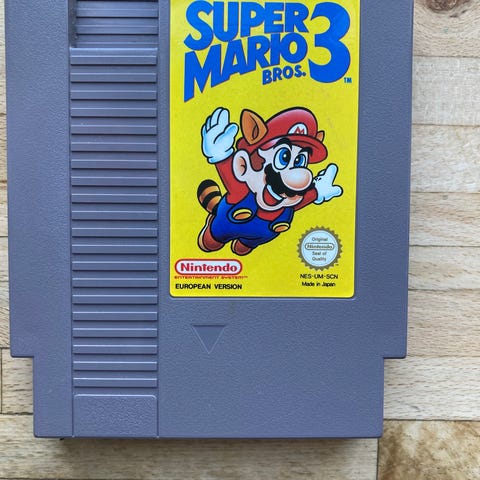 SUPER
MARIO 3
BROS. TM
M
Original
Nintendo
Seal of
Quality
Nintendo
ENTERTAINMENT SYSTEM™
NES-UM-SCN
EUROPEAN VERSION
Made in Japan